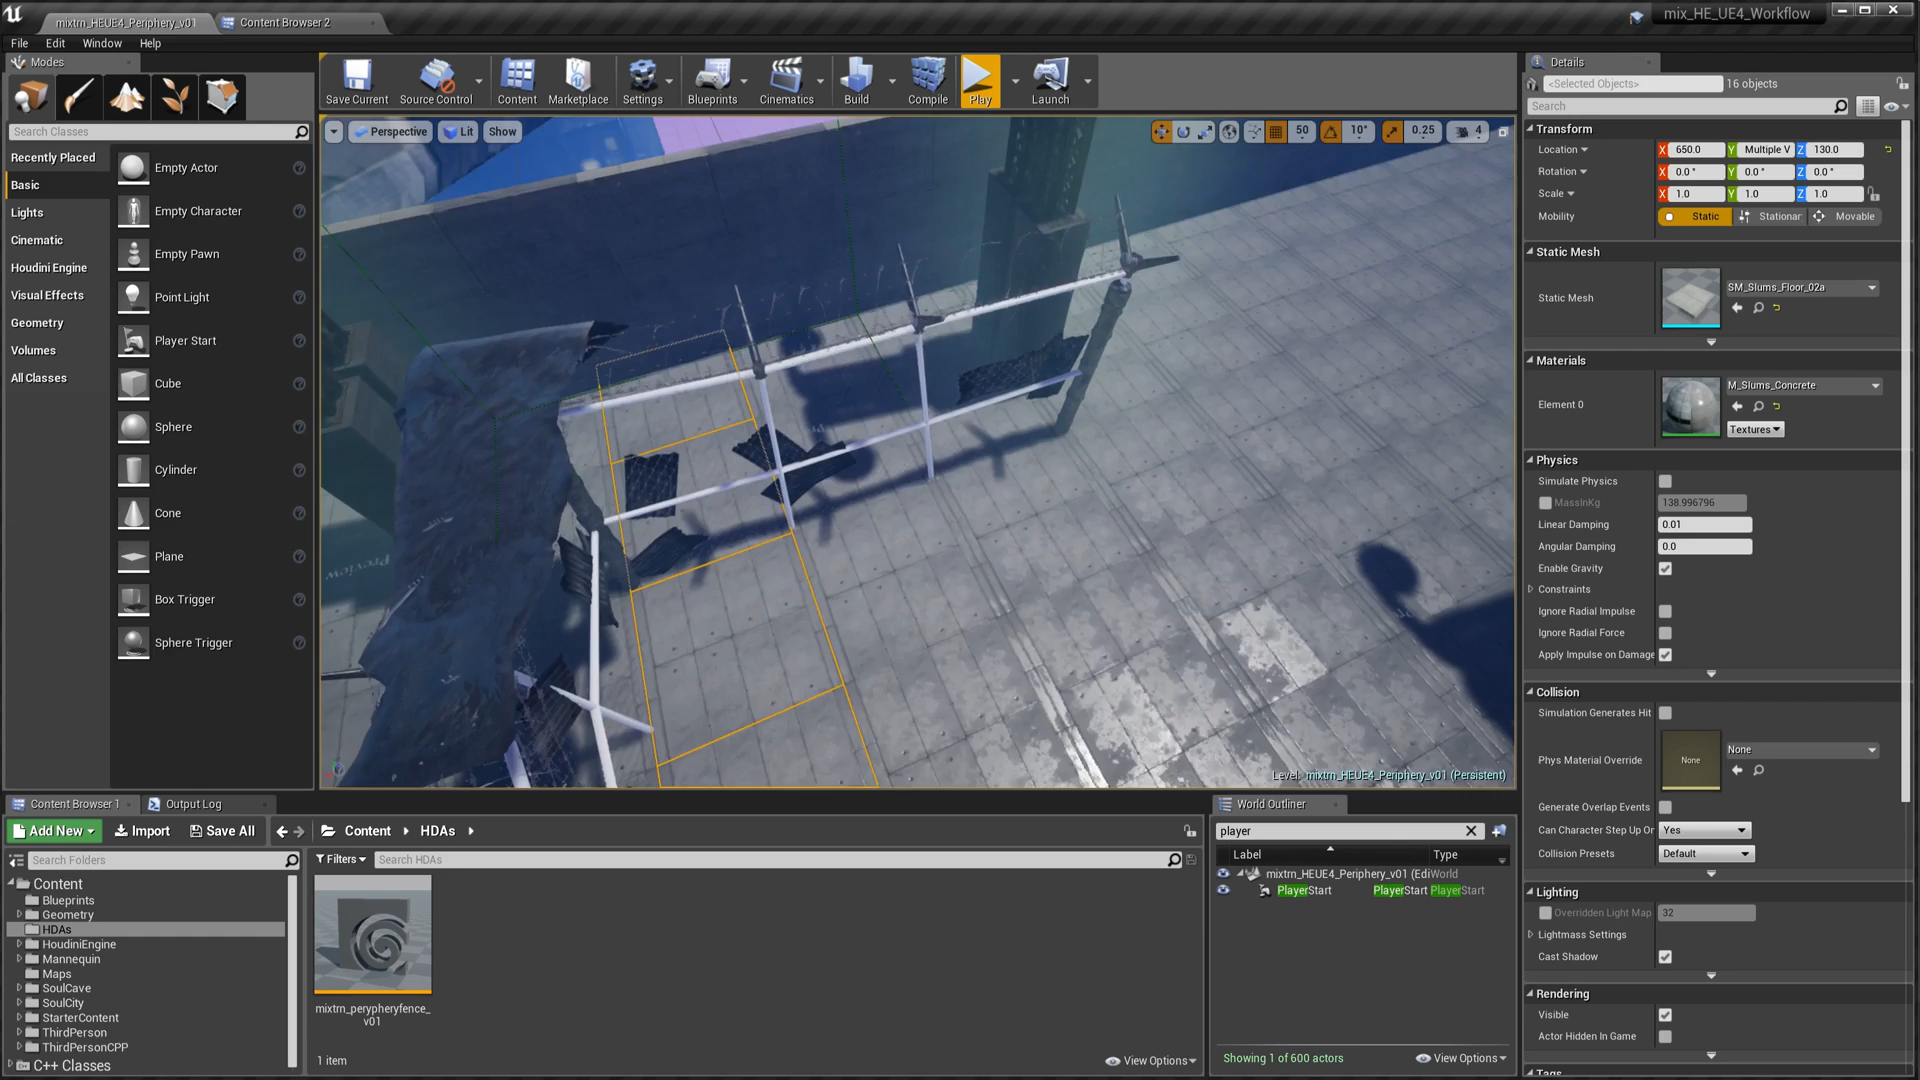 mixtrn_HEUE4_Periphery_v01
Content Browser 2
mix_HE_UE4_Workflow
File
Edit
Window
Help
Modes
Save Current
Source Control
Content
Marketplace
Settings
Blueprints
Cinematics
Build
Compile
Play
Launch
Search Classes
Recently Placed
Basic
Lights
Cinematic
Houdini Engine
Visual Effects
Geometry
Volumes
All Classes
Empty Actor
Empty Character
Empty Pawn
Point Light
Player Start
Cube
Sphere
Cylinder
Cone
Plane
Box Trigger
Sphere Trigger
Perspective
Lit
Show
50
10°
0.25
4
Preview
Level: mixtrn_HEUE4_Periphery_v01 (Persistent)
Details
<Selected Objects>
16 objects
Search
Transform
Location X 650.0 Y Multiple V Z 130.0
Rotation X 0.0 ° Y 0.0 ° Z 0.0 °
Scale X 1.0 Y 1.0 Z 1.0
Mobility Static Stationar Movable
Static Mesh
Static Mesh SM_Slums_Floor_02a
Materials
Element 0 M_Slums_Concrete
Textures
Physics
Simulate Physics
MassInKg 138.996796
Linear Damping 0.01
Angular Damping 0.0
Enable Gravity
Constraints
Ignore Radial Impulse
Ignore Radial Force
Apply Impulse on Damage
Collision
Simulation Generates Hit
Phys Material Override None None
Generate Overlap Events
Can Character Step Up On Yes
Collision Presets Default
Lighting
Overridden Light Map 32
Lightmass Settings
Cast Shadow
Rendering
Visible
Actor Hidden In Game
Tags
Content Browser 1
Output Log
Add New
Import
Save All
Content
HDAs
Search Folders
Filters
Search HDAs
Content
Blueprints
Geometry
HDAs
HoudiniEngine
Mannequin
Maps
SoulCave
SoulCity
StarterContent
ThirdPerson
ThirdPersonCPP
C++ Classes
mixtrn_perypheryfence_
v01
1 item
View Options
World Outliner
player
Label
Type
mixtrn_HEUE4_Periphery_v01 (Edi World
PlayerStart PlayerStart PlayerStart
Showing 1 of 600 actors
View Options